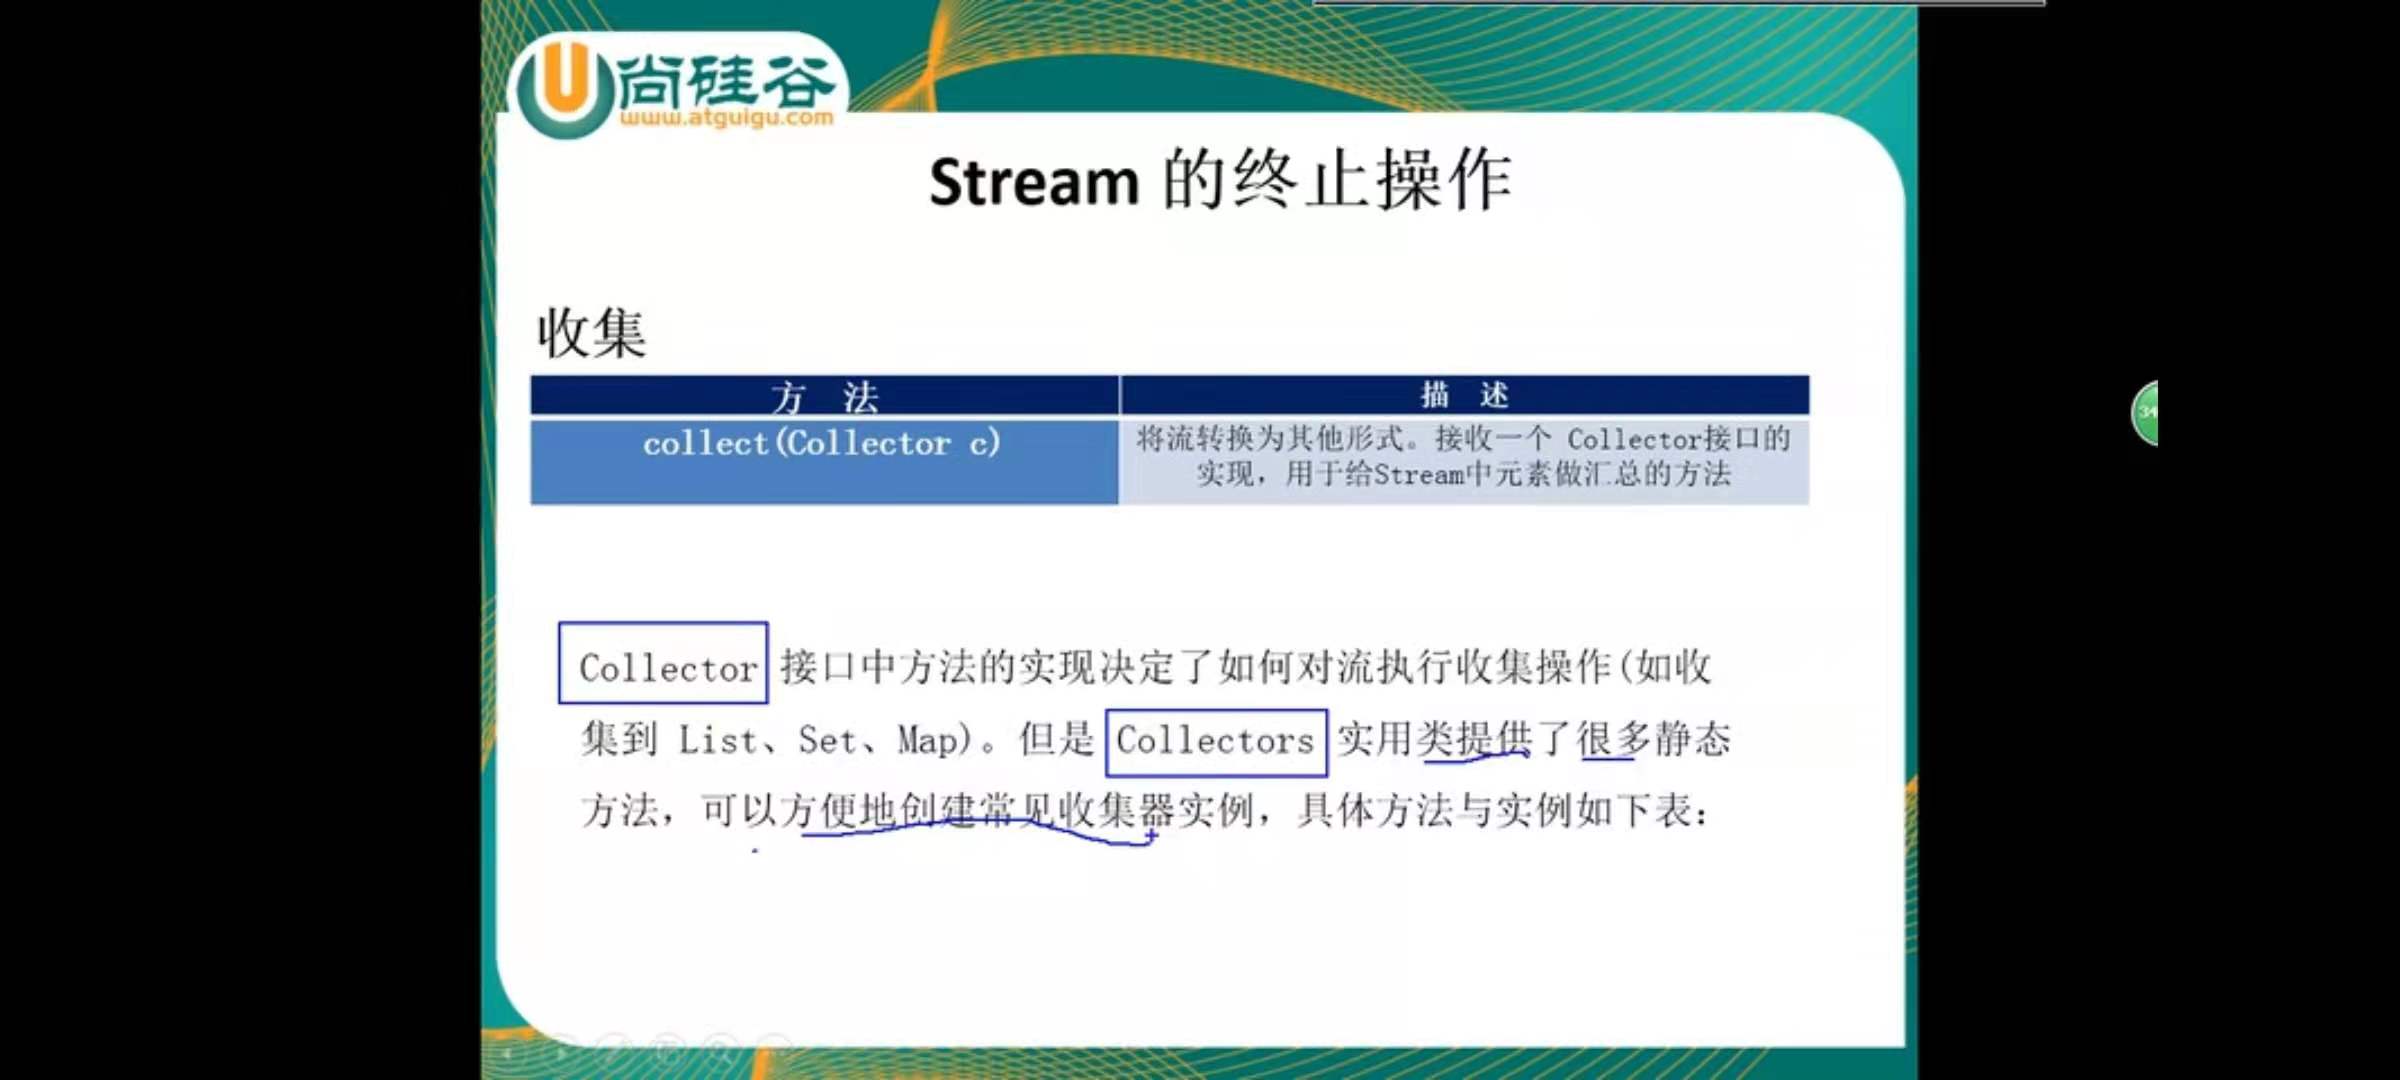 尚硅谷
www.atguigu.com
Stream 的终止操作
收集
方 法
描 述
collect(Collector c)
将流转换为其他形式。接收一个 Collector接口的
实现，用于给Stream中元素做汇总的方法
Collector 接口中方法的实现决定了如何对流执行收集操作(如收
集到 List、Set、Map)。但是 Collectors 实用类提供了很多静态
方法，可以方便地创建常见收集器实例，具体方法与实例如下表：
34